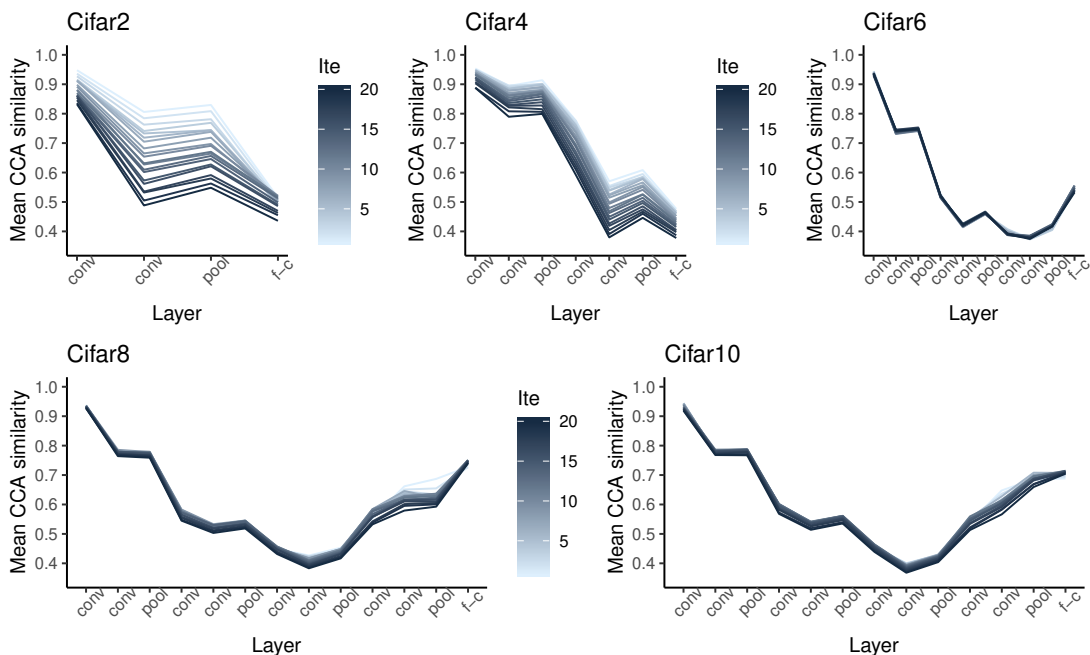 Cifar2
Mean CCA similarity
1.0
0.9
0.8
0.7
0.6
0.5
0.4
conv
conv
pool
f−c
Layer
Ite
20
15
10
5
Cifar4
Mean CCA similarity
1.0
0.9
0.8
0.7
0.6
0.5
0.4
conv
conv
pool
conv
conv
pool
f−c
Layer
Ite
20
15
10
5
Cifar6
Mean CCA similarity
1.0
0.9
0.8
0.7
0.6
0.5
0.4
conv
conv
pool
conv
conv
pool
conv
conv
pool
f−c
Layer
Cifar8
Mean CCA similarity
1.0
0.9
0.8
0.7
0.6
0.5
0.4
conv
conv
pool
conv
conv
pool
conv
conv
pool
conv
conv
pool
f−c
Layer
Ite
20
15
10
5
Cifar10
Mean CCA similarity
1.0
0.9
0.8
0.7
0.6
0.5
0.4
conv
conv
pool
conv
conv
pool
conv
conv
pool
conv
conv
pool
f−c
Layer